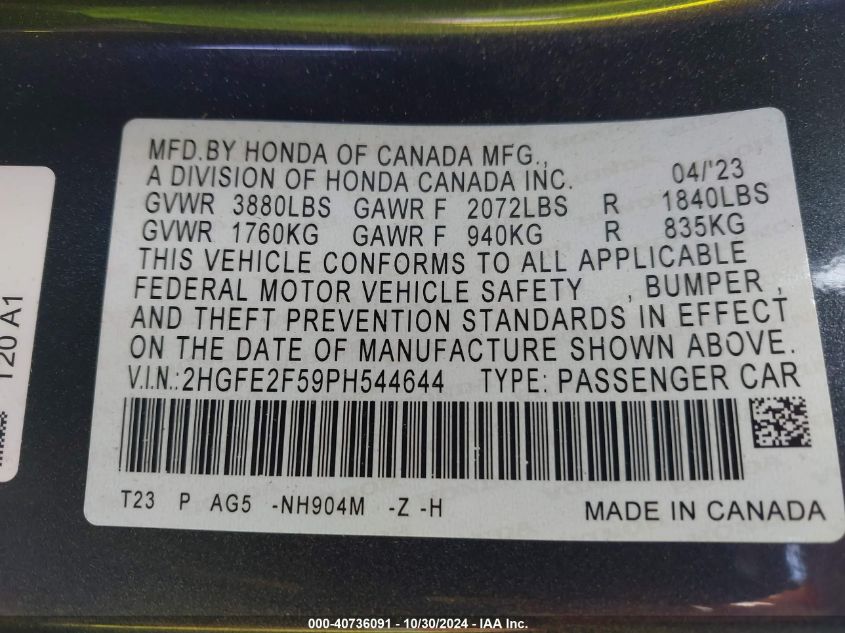 MFD.BY HONDA OF CANADA MFG.,
A DIVISION OF HONDA CANADA INC. 04/'23
GVWR 3880LBS GAWR F 2072LBS R 1840LBS
GVWR 1760KG GAWR F 940KG R 835KG
THIS VEHICLE CONFORMS TO ALL APPLICABLE
FEDERAL MOTOR VEHICLE SAFETY , BUMPER ,
AND THEFT PREVENTION STANDARDS IN EFFECT
ON THE DATE OF MANUFACTURE SHOWN ABOVE.
V.I.N.:2HGFE2F59PH544644 TYPE: PASSENGER CAR
T23 P AG5 -NH904M -Z -H MADE IN CANADA
T20 A1
000-40736091 - 10/30/2024 - IAA Inc.